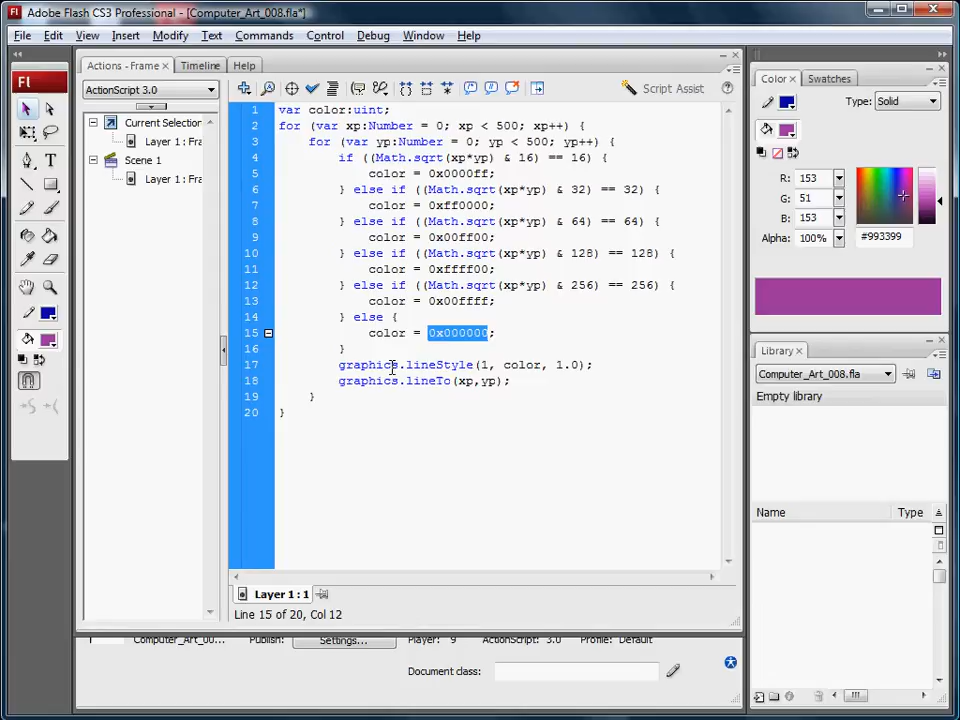 Adobe Flash CS3 Professional - [Computer_Art_008.fla*]
File Edit View Insert Modify Text Commands Control Debug Window Help
Actions - Frame Timeline Help
ActionScript 3.0
Script Assist
Current Selection
Layer 1 : Fra
Scene 1
Layer 1 : Fra
1 var color:uint;
2 for (var xp:Number = 0; xp < 500; xp++) {
3 for (var yp:Number = 0; yp < 500; yp++) {
4 if ((Math.sqrt(xp*yp) & 16) == 16) {
5 color = 0x0000ff;
6 } else if ((Math.sqrt(xp*yp) & 32) == 32) {
7 color = 0xff0000;
8 } else if ((Math.sqrt(xp*yp) & 64) == 64) {
9 color = 0x00ff00;
10 } else if ((Math.sqrt(xp*yp) & 128) == 128) {
11 color = 0xffff00;
12 } else if ((Math.sqrt(xp*yp) & 256) == 256) {
13 color = 0x00ffff;
14 } else {
15 color = 0x000000;
16 }
17 graphics.lineStyle(1, color, 1.0);
18 graphics.lineTo(xp,yp);
19 }
20 }
Layer 1 : 1
Line 15 of 20, Col 12
Computer_Art_00... Publish: Settings... Player: 9 ActionScript: 3.0 Profile: Default
Document class:
Fl
Color Swatches
Type: Solid
R: 153
G: 51
B: 153
Alpha: 100% #993399
Library
Computer_Art_008.fla
Empty library
Name Type